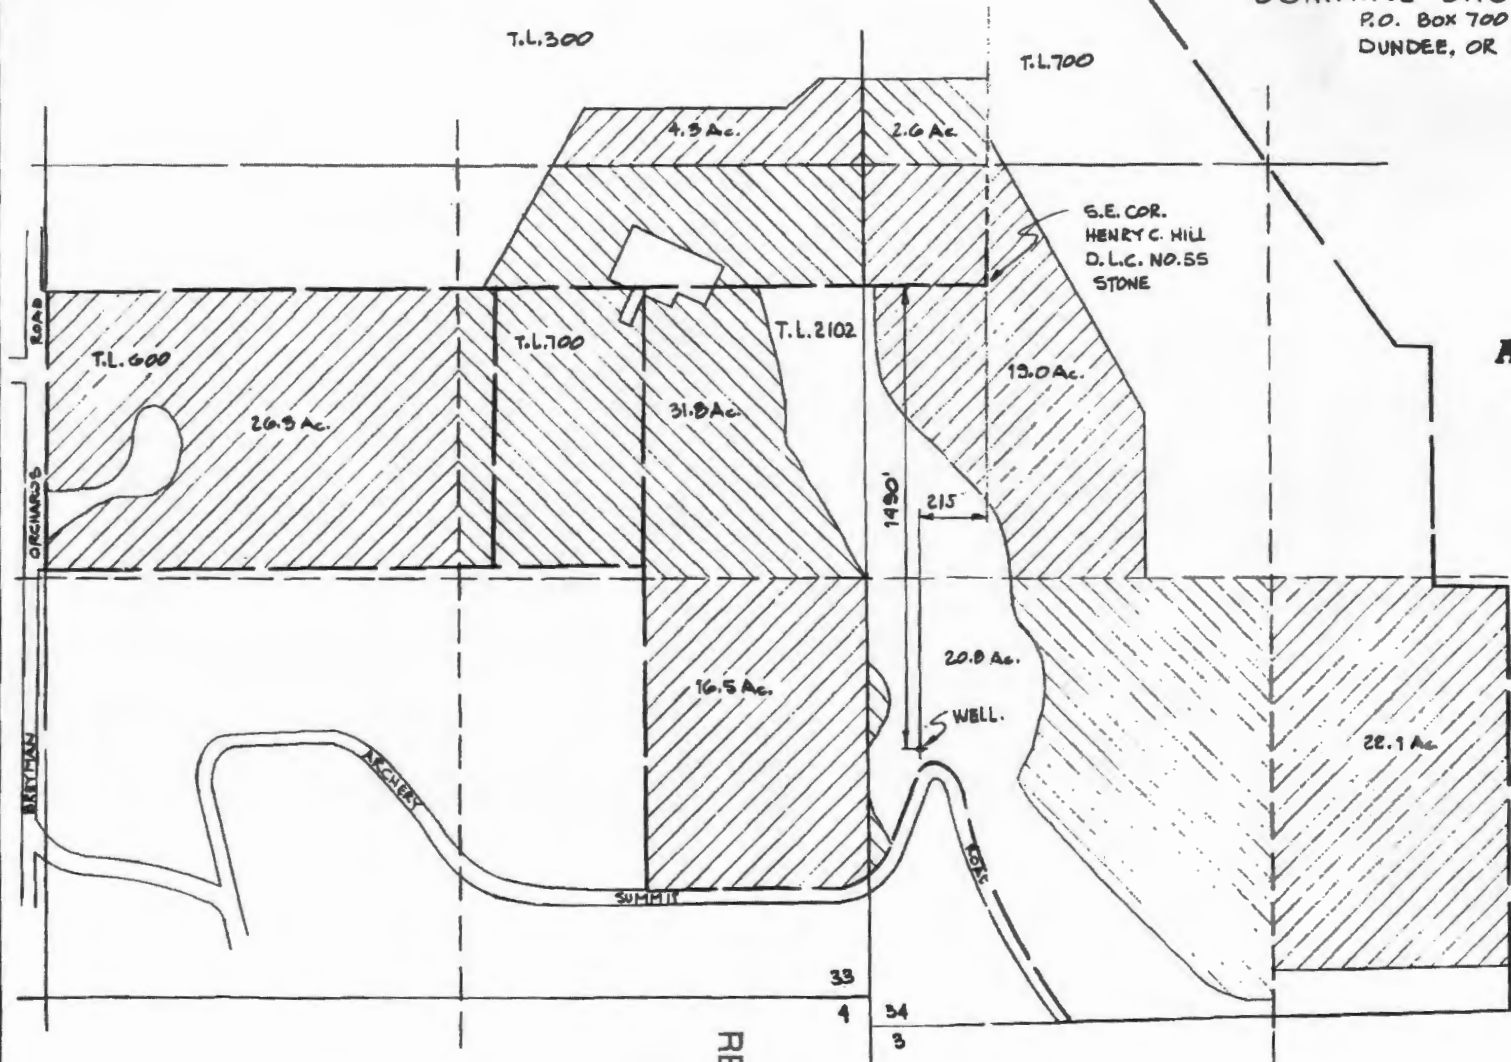 P.O. BOX 700
DUNDEE, OR
T.L.300
T.L.700
4.3 Ac.
2.6 Ac
S.E. COR.
HENRY C. HILL
D.L.C. NO.55
STONE
ROAD
T.L.600
T.L.700
T.L.2102
19.0 Ac.
26.3 Ac.
31.8 Ac.
1490'
215
ORCHARDS
20.8 Ac.
16.5 Ac.
WELL.
22.1 Ac
BREYMAN
ARCHERY
ROAD
SUMMIT
33
4
34
3
RE